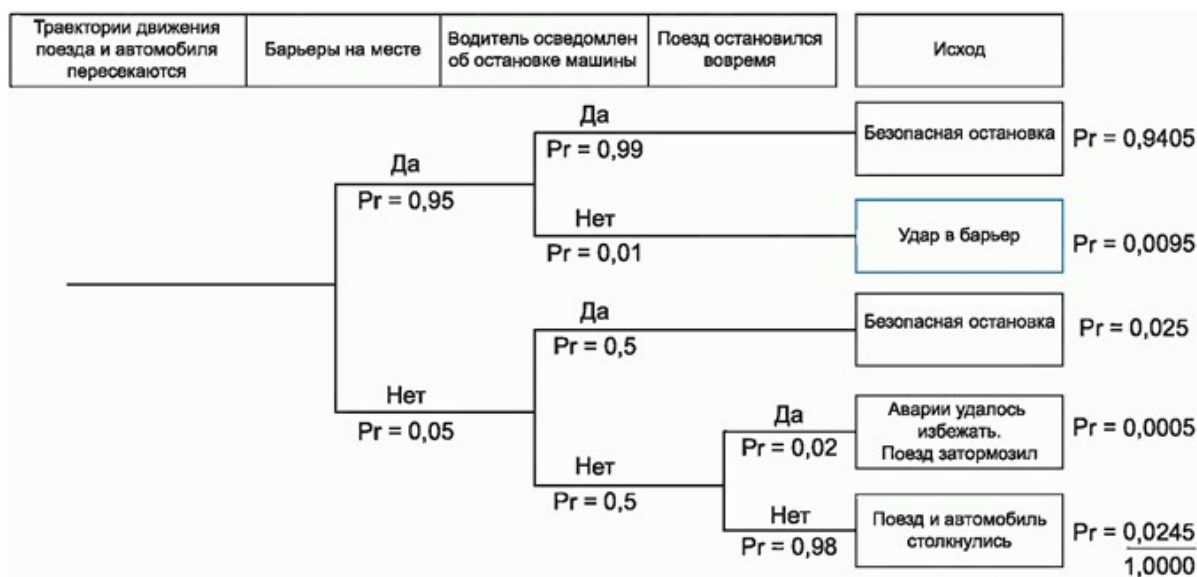 Траектории движения
поезда и автомобиля
пересекаются
Барьеры на месте
Водитель осведомлен
об остановке машины
Поезд остановился
вовремя
Исход
Да
Pr = 0,95
Да
Pr = 0,99
Безопасная остановка
Pr = 0,9405
Нет
Pr = 0,01
Удар в барьер
Pr = 0,0095
Нет
Pr = 0,05
Да
Pr = 0,5
Безопасная остановка
Pr = 0,025
Нет
Pr = 0,5
Да
Pr = 0,02
Аварии удалось
избежать.
Поезд затормозил
Pr = 0,0005
Нет
Pr = 0,98
Поезд и автомобиль
столкнулись
Pr = 0,0245
1,0000